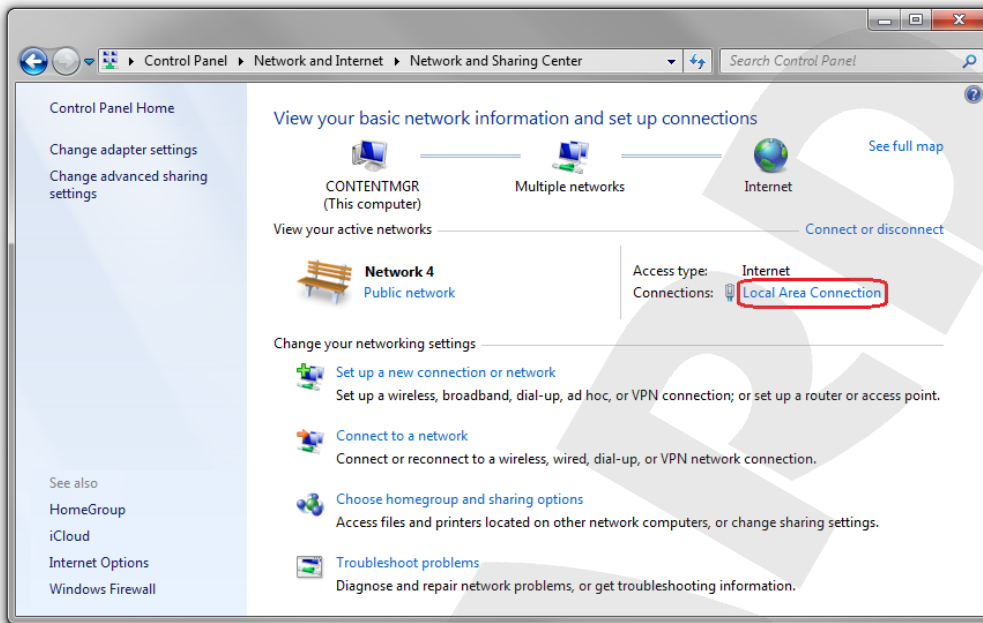 Control Panel ▸ Network and Internet ▸ Network and Sharing Center
Search Control Panel
Control Panel Home
Change adapter settings
Change advanced sharing
settings
See also
HomeGroup
iCloud
Internet Options
Windows Firewall
View your basic network information and set up connections
See full map
CONTENTMGR
(This computer)
Multiple networks
Internet
View your active networks
Connect or disconnect
Network 4
Public network
Access type: Internet
Connections: Local Area Connection
Change your networking settings
Set up a new connection or network
Set up a wireless, broadband, dial-up, ad hoc, or VPN connection; or set up a router or access point.
Connect to a network
Connect or reconnect to a wireless, wired, dial-up, or VPN network connection.
Choose homegroup and sharing options
Access files and printers located on other network computers, or change sharing settings.
Troubleshoot problems
Diagnose and repair network problems, or get troubleshooting information.